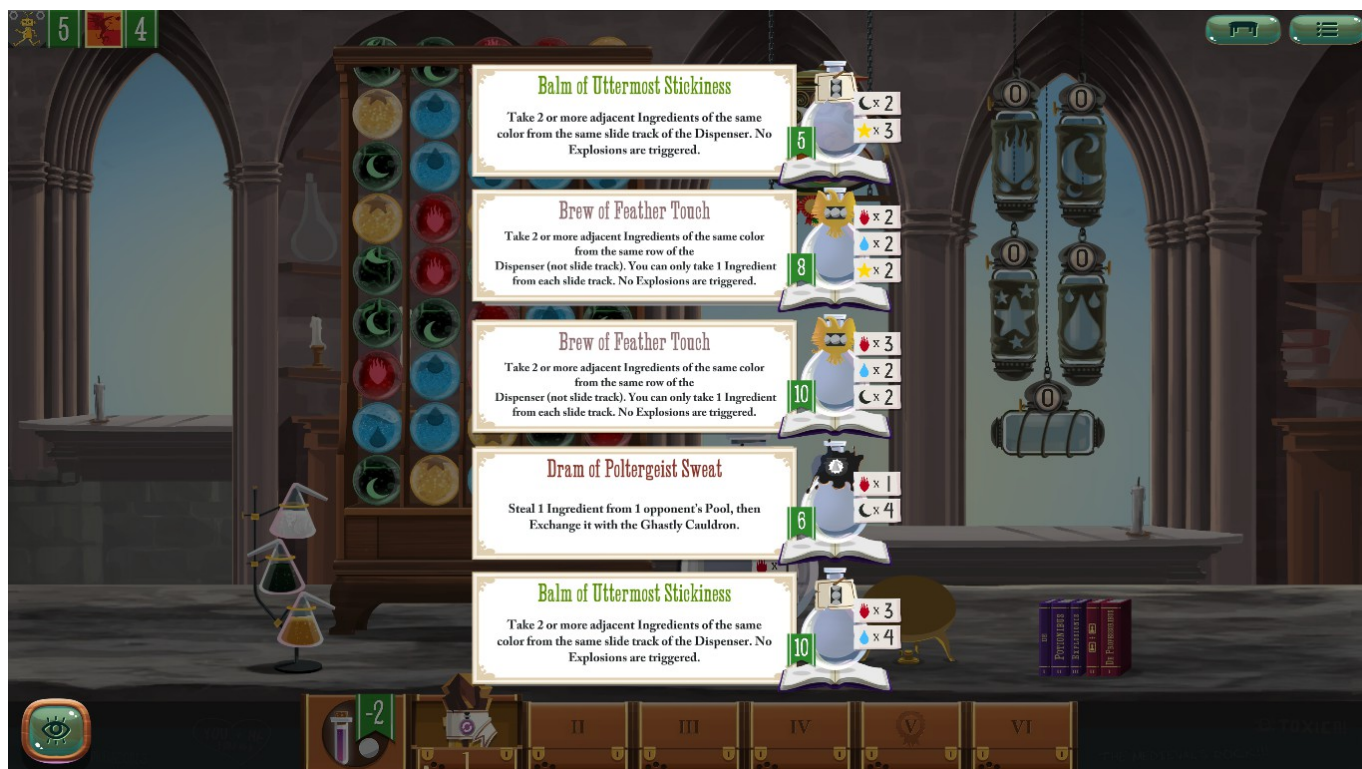 5 4
Balm of Uttermost Stickiness
Take 2 or more adjacent Ingredients of the same
color from the same slide track of the Dispenser. No
Explosions are triggered.
5
x 2
x 3
Brew of Feather Touch
Take 2 or more adjacent Ingredients of the same color
from the same row of the
Dispenser (not slide track). You can only take 1 Ingredient
from each slide track. No Explosions are triggered.
8
x 2
x 2
x 2
Brew of Feather Touch
Take 2 or more adjacent Ingredients of the same color
from the same row of the
Dispenser (not slide track). You can only take 1 Ingredient
from each slide track. No Explosions are triggered.
10
x 3
x 2
x 2
Dram of Poltergeist Sweat
Steal 1 Ingredient from 1 opponent's Pool, then
Exchange it with the Ghastly Cauldron.
6
x 1
x 4
Balm of Uttermost Stickiness
Take 2 or more adjacent Ingredients of the same
color from the same slide track of the Dispenser. No
Explosions are triggered.
10
x 3
x 4
0 0
0 0
0
-2
1
II
III
IV
V
VI